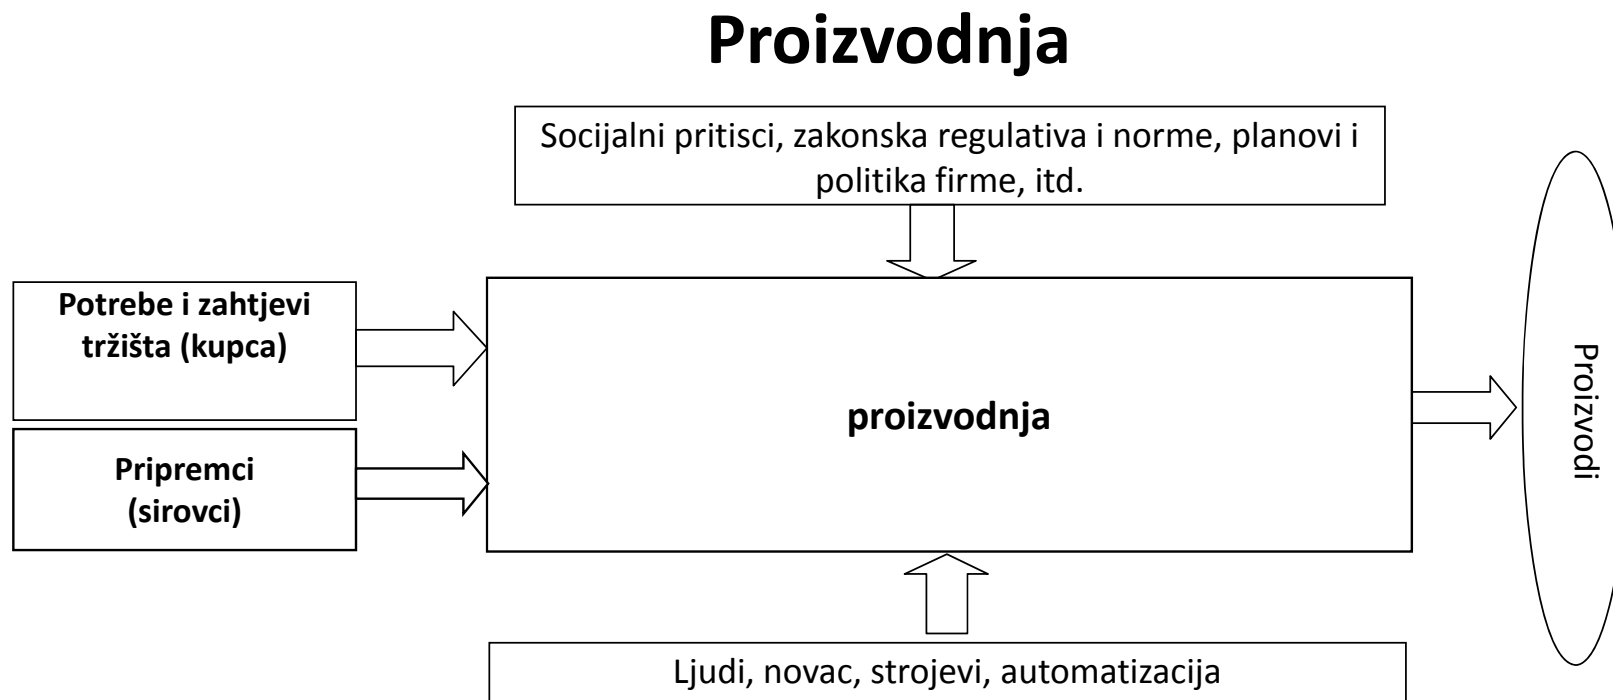 Proizvodnja
Socijalni pritisci, zakonska regulativa i norme, planovi i
politika firme, itd.
Potrebe i zahtjevi
tržišta (kupca)
Pripremci
(sirovci)
proizvodnja
Proizvodi
Ljudi, novac, strojevi, automatizacija